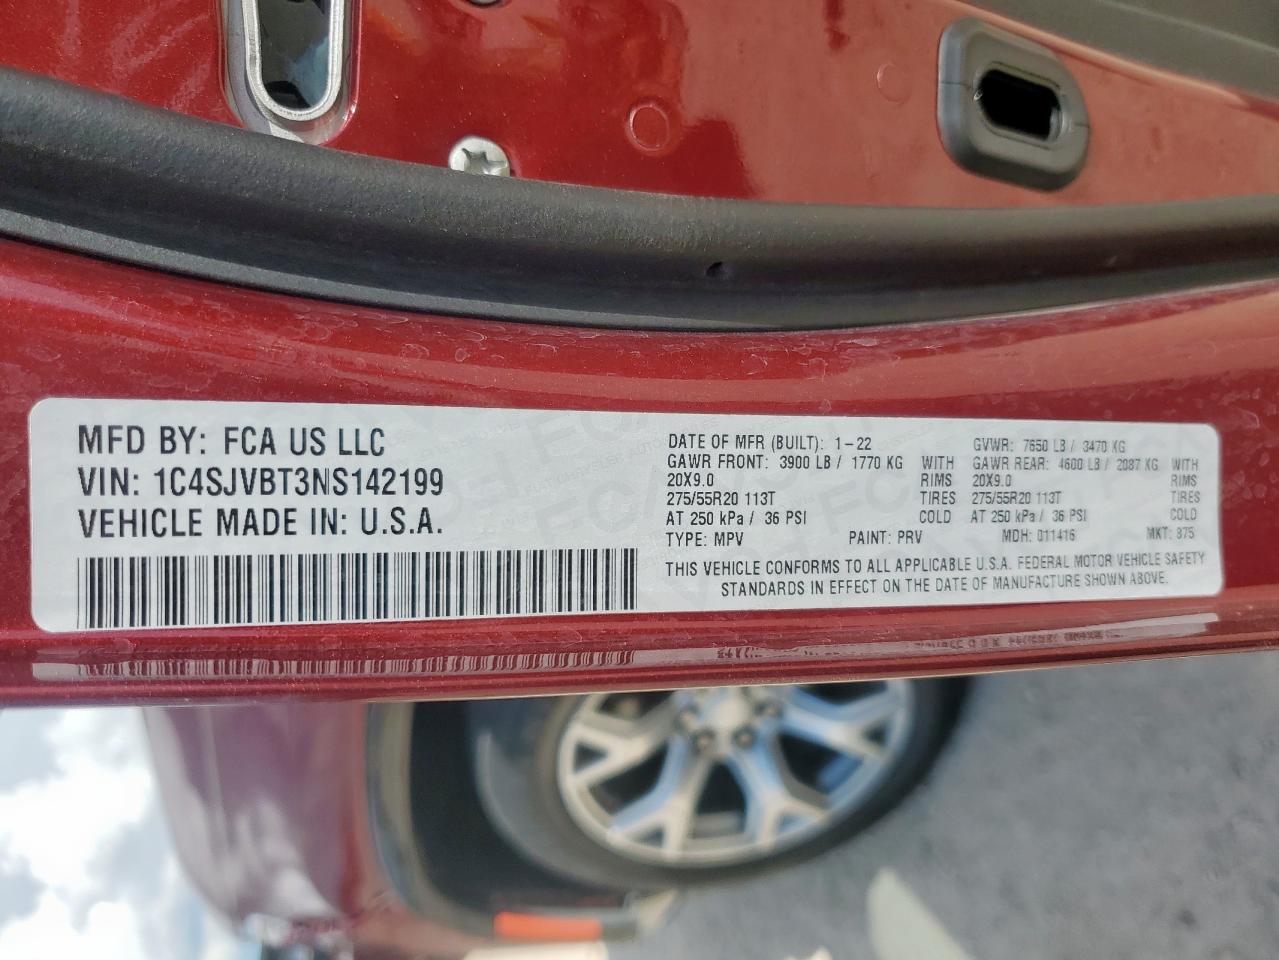 MFD BY: FCA US LLC
VIN: 1C4SJVBT3NS142199
VEHICLE MADE IN: U.S.A.
DATE OF MFR (BUILT): 1-22 GVWR: 7650 LB / 3470 KG
GAWR FRONT: 3900 LB / 1770 KG WITH GAWR REAR: 4600 LB / 2087 KG WITH
20X9.0 RIMS 20X9.0 RIMS
275/55R20 113T TIRES 275/55R20 113T TIRES
AT 250 kPa / 36 PSI COLD AT 250 kPa / 36 PSI COLD
TYPE: MPV PAINT: PRV MDH: 011416 MKT: 875
THIS VEHICLE CONFORMS TO ALL APPLICABLE U.S.A. FEDERAL MOTOR VEHICLE SAFETY
STANDARDS IN EFFECT ON THE DATE OF MANUFACTURE SHOWN ABOVE.